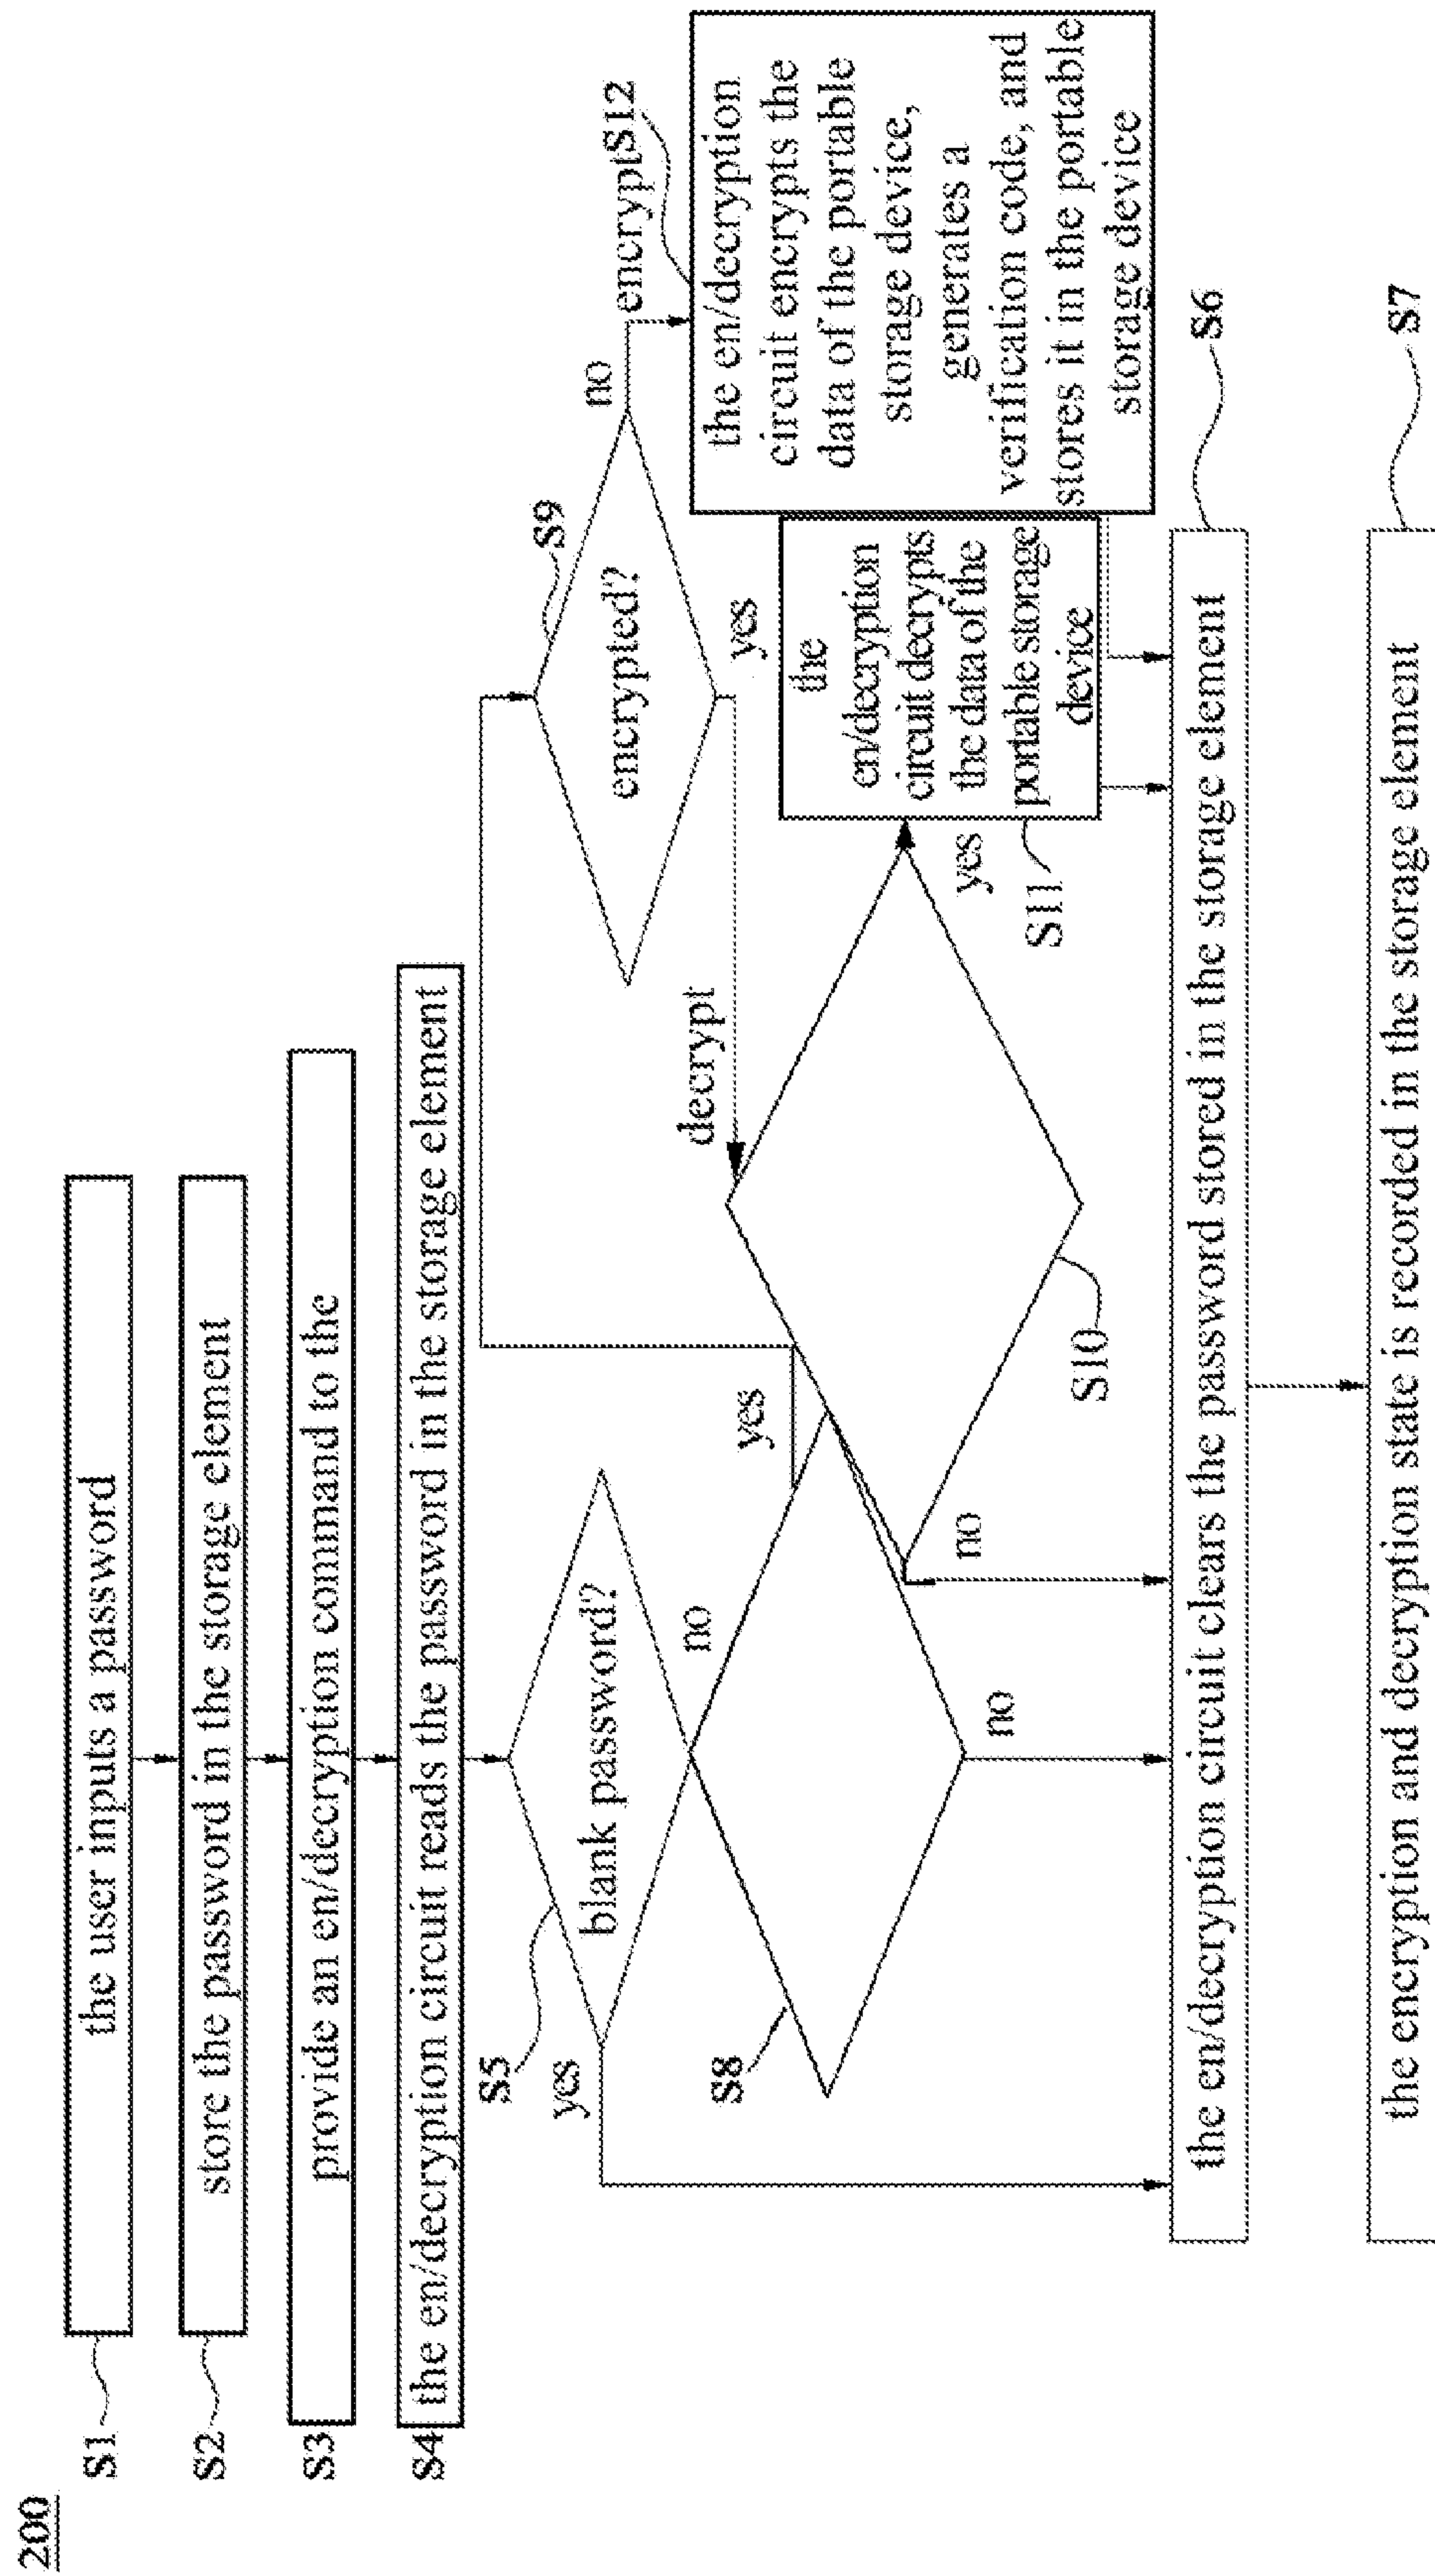 200
S1
the user inputs a password
S2
store the password in the storage element
S3
provide an en/decryption command to the
S4
the en/decryption circuit reads the password in the storage element
S5
blank password?
yes
no
S8
yes
no
S9
encrypted?
no
encrypt
yes
decrypt
S10
no
yes
S11
the
en/decryption
circuit decrypts
the data of the
portable storage
device
S12
the en/decryption
circuit encrypts the
data of the portable
storage device,
generates a
verification code, and
stores it in the portable
storage device
S6
the en/decryption circuit clears the password stored in the storage element
S7
the encryption and decryption state is recorded in the storage element